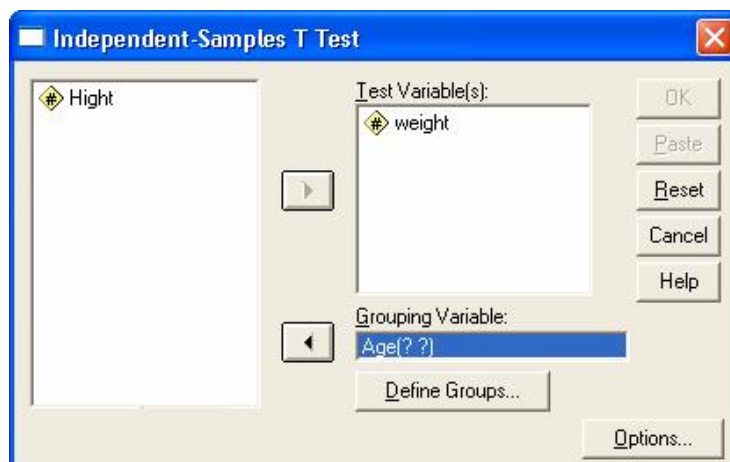 Independent-Samples T Test
Hight
Test Variable(s):
weight
OK
Paste
Reset
Cancel
Help
Grouping Variable:
Age(? ?)
Define Groups...
Options...